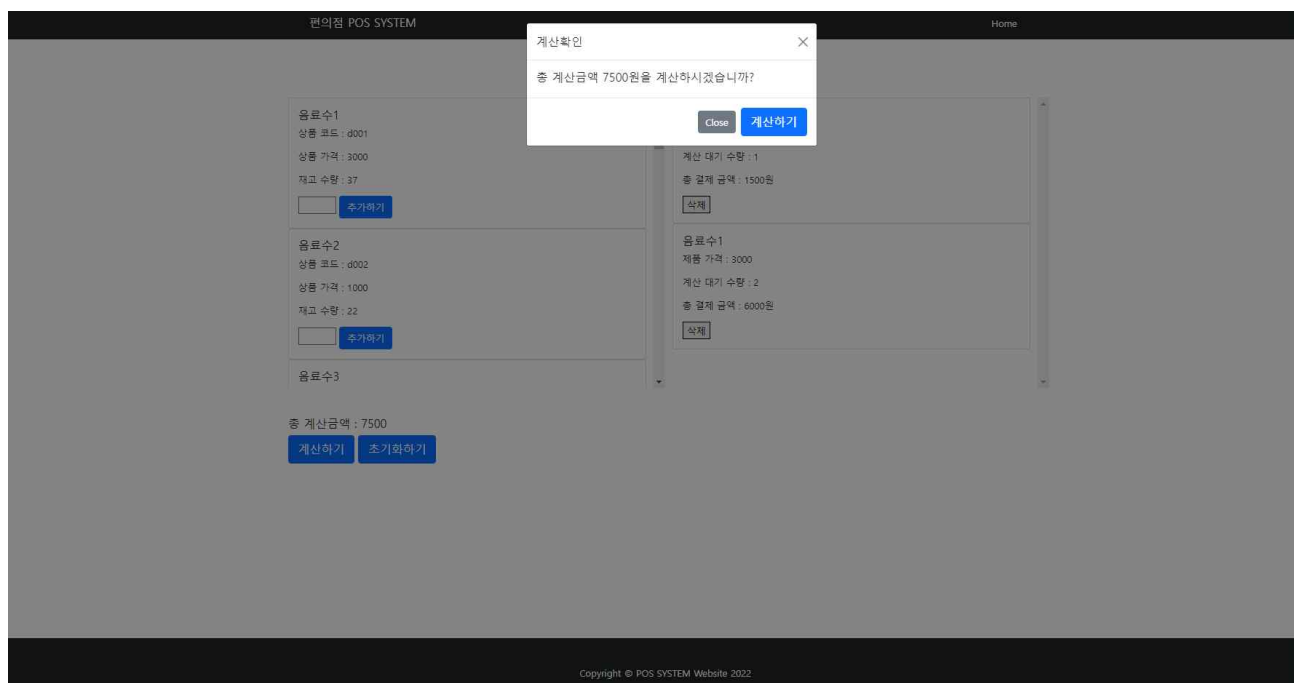 편의점 POS SYSTEM
Home
계산확인
총 계산금액 7500원을 계산하시겠습니까?
Close
계산하기
음료수1
상품 코드 : d001
상품 가격 : 3000
재고 수량 : 37
추가하기
음료수2
상품 코드 : d002
상품 가격 : 1000
재고 수량 : 22
추가하기
음료수3
계산 대기 수량 : 1
총 결제 금액 : 1500원
삭제
음료수1
제품 가격 : 3000
계산 대기 수량 : 2
총 결제 금액 : 6000원
삭제
총 계산금액 : 7500
계산하기
초기화하기
Copyright © POS SYSTEM Website 2022